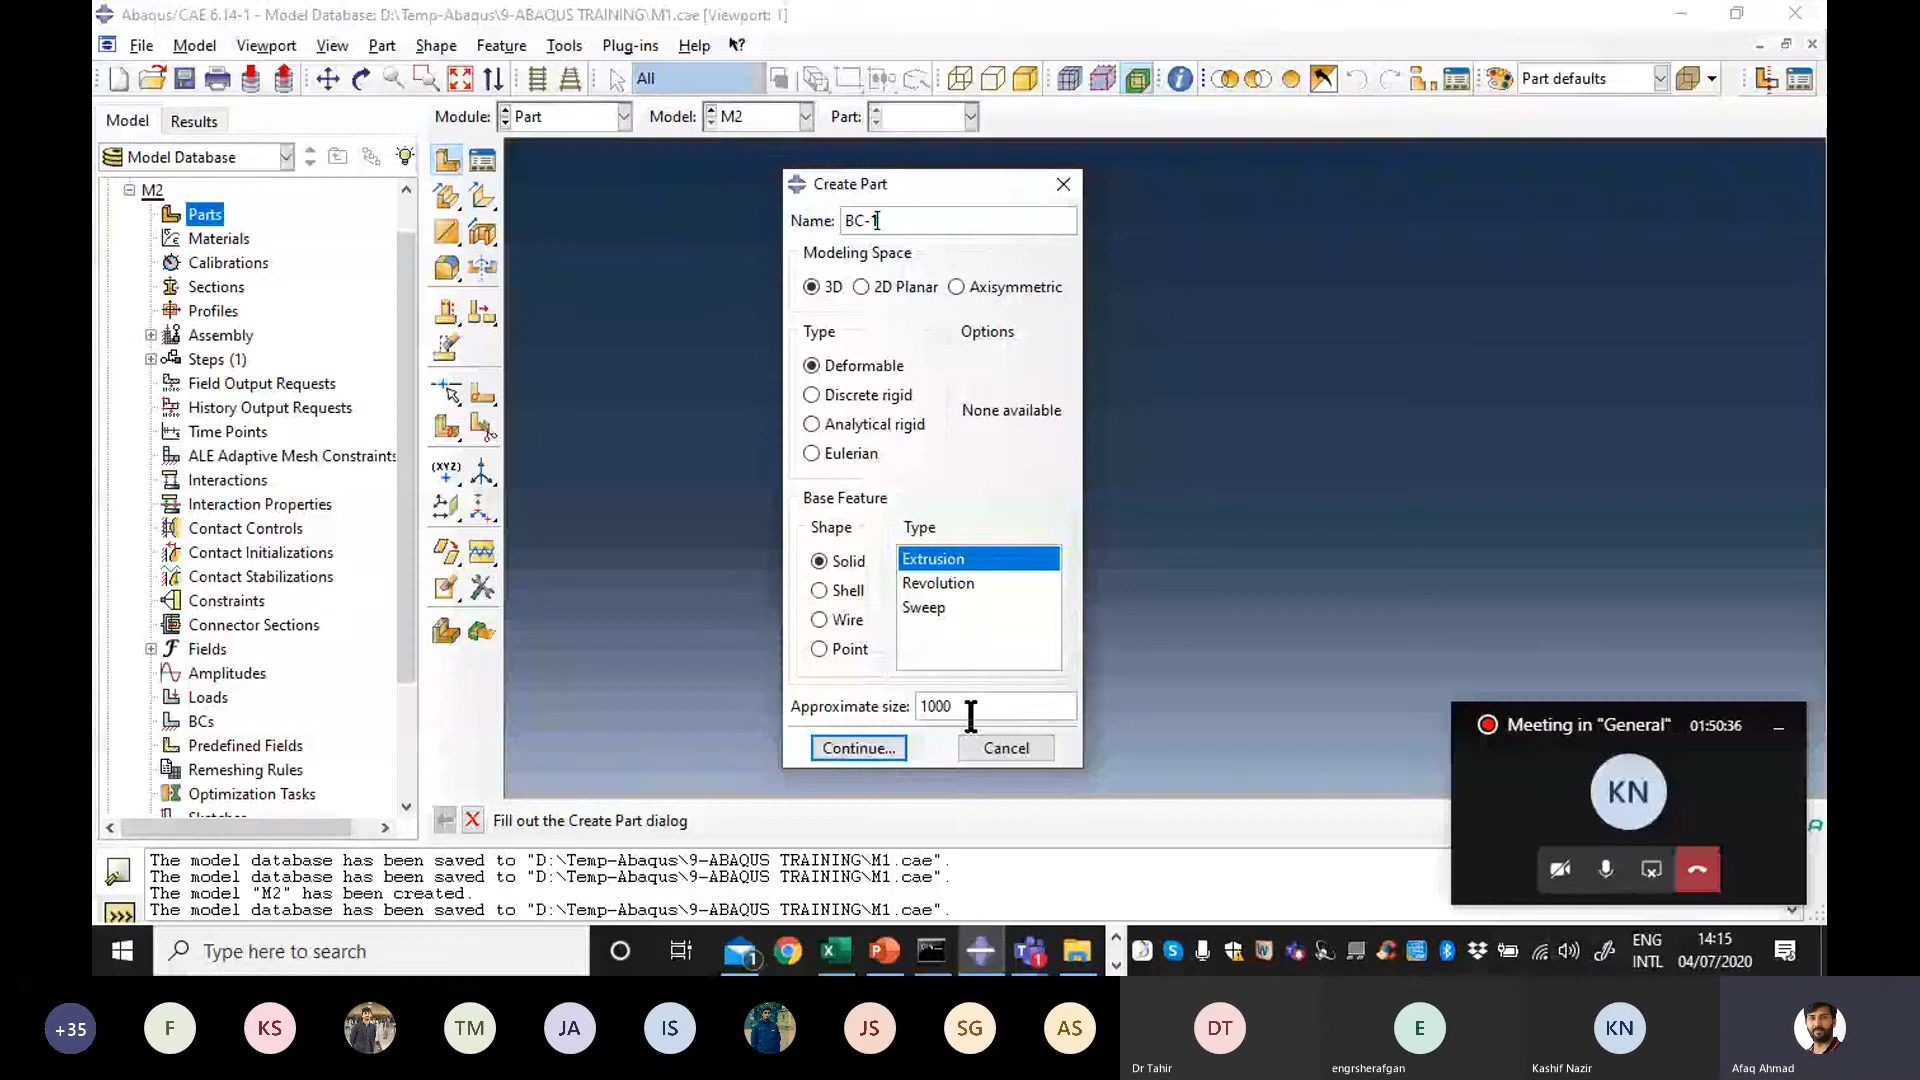 Abaqus/CAE 6.14-1 - Model Database: D:\Temp-Abaqus\9-ABAQUS TRAINING\M1.cae [Viewport: 1]
File Model Viewport View Part Shape Feature Tools Plug-ins Help
All
Part defaults
Model Results
Module: Part Model: M2 Part:
Model Database
M2
Parts
Materials
Calibrations
Sections
Profiles
Assembly
Steps (1)
Field Output Requests
History Output Requests
Time Points
ALE Adaptive Mesh Constraints
Interactions
Interaction Properties
Contact Controls
Contact Initializations
Contact Stabilizations
Constraints
Connector Sections
Fields
Amplitudes
Loads
BCs
Predefined Fields
Remeshing Rules
Optimization Tasks
Sketches
(XYZ)
Create Part
Name: BC-1
Modeling Space
3D 2D Planar Axisymmetric
Type Options
Deformable
Discrete rigid
Analytical rigid
Eulerian
None available
Base Feature
Shape Type
Solid
Shell
Wire
Point
Extrusion
Revolution
Sweep
Approximate size: 1000
Continue... Cancel
Fill out the Create Part dialog
The model database has been saved to "D:\Temp-Abaqus\9-ABAQUS TRAINING\M1.cae".
The model database has been saved to "D:\Temp-Abaqus\9-ABAQUS TRAINING\M1.cae".
The model "M2" has been created.
The model database has been saved to "D:\Temp-Abaqus\9-ABAQUS TRAINING\M1.cae".
>>>
Meeting in "General" 01:50:36
KN
Type here to search
1
1
ENG
INTL
14:15
04/07/2020
+35 F KS TM JA IS JS SG AS DT E KN
Dr Tahir engrsherafgan Kashif Nazir Afaq Ahmad